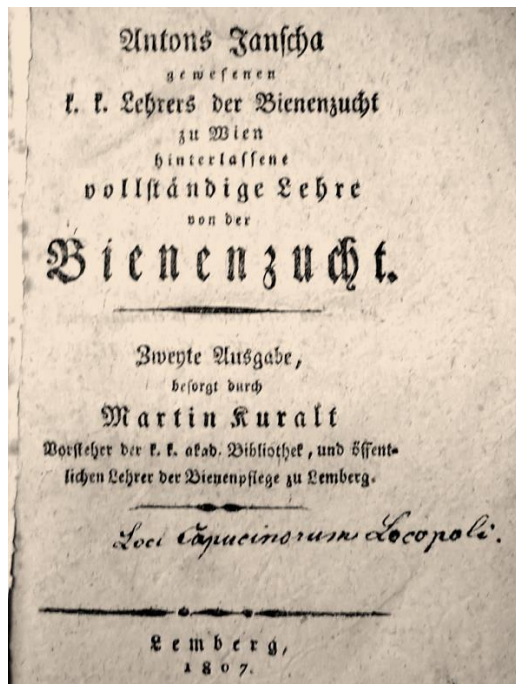 Antons Janscha
gewesenen
k. k. Lehrers der Bienenzucht
zu Wien
hinterlassene
vollständige Lehre
von der
Bienenzucht.
Zweyte Ausgabe,
besorgt durch
Martin Kuralt
Vorsteher der k. k. akad. Bibliothek, und öffent-
lichen Lehrer der Bienenpflege zu Lemberg.
Loci Capucinorum Locopoli.
Lemberg,
1807.